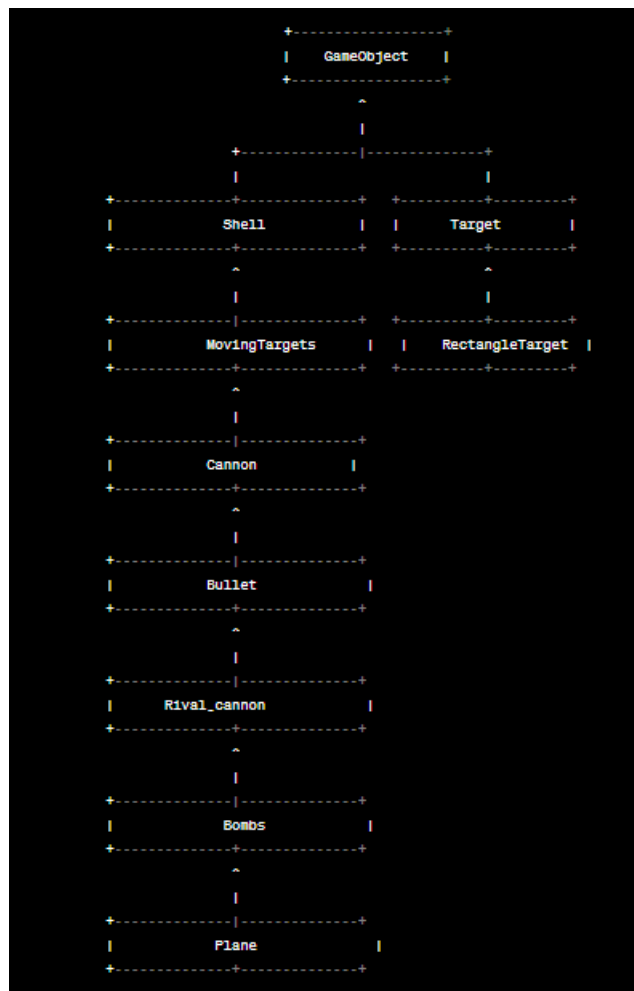 GameObject
Shell Target
MovingTargets RectangleTarget
Cannon
Bullet
Rival_cannon
Bombs
Plane